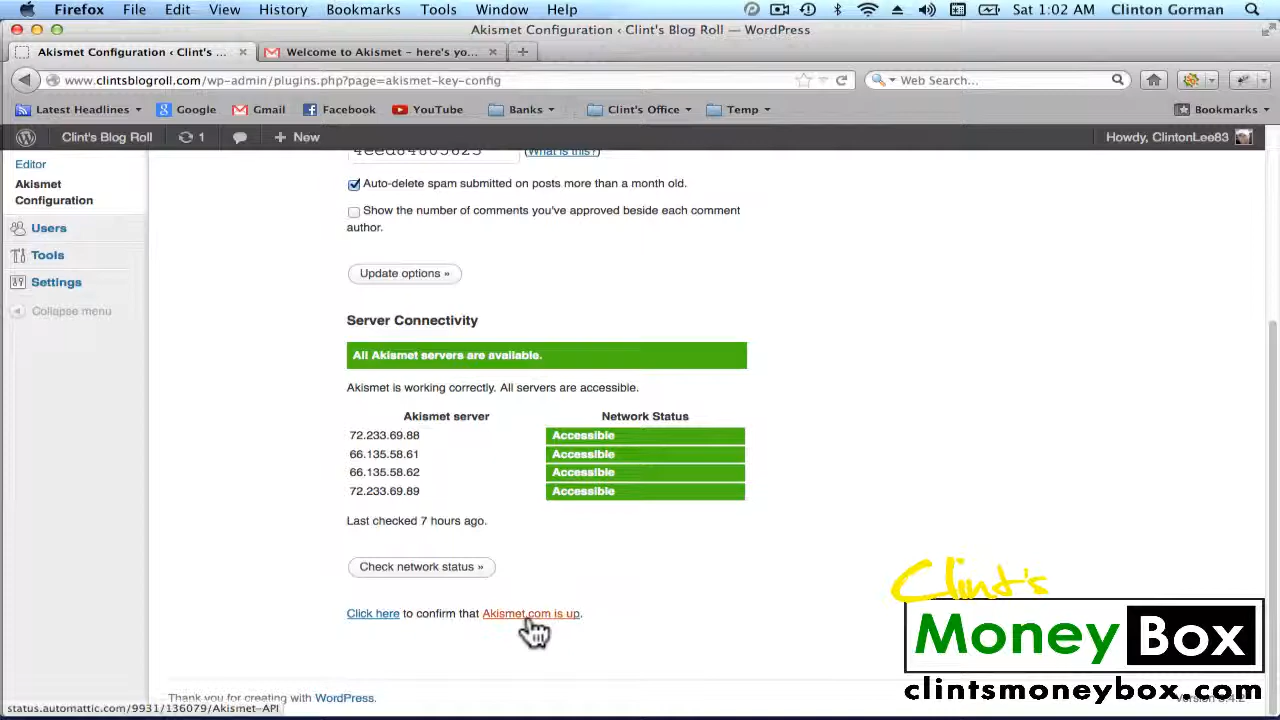 Firefox File Edit View History Bookmarks Tools Window Help Sat 1:02 AM Clinton Gorman
Akismet Configuration ‹ Clint's Blog Roll — WordPress
Akismet Configuration ‹ Clint's ... Welcome to Akismet – here's yo...
www.clintsblogroll.com/wp-admin/plugins.php?page=akismet-key-config Web Search...
Latest Headlines Google Gmail Facebook YouTube Banks Clint's Office Temp Bookmarks
Clint's Blog Roll 1 New Howdy, ClintonLee83
Editor
Akismet
Configuration
Users
Tools
Settings
Collapse menu
4eed84805625 (What is this?)
Auto-delete spam submitted on posts more than a month old.
Show the number of comments you've approved beside each comment
author.
Update options »
Server Connectivity
All Akismet servers are available.
Akismet is working correctly. All servers are accessible.
Akismet server Network Status
72.233.69.88 Accessible
66.135.58.61 Accessible
66.135.58.62 Accessible
72.233.69.89 Accessible
Last checked 7 hours ago.
Check network status »
Click here to confirm that Akismet.com is up.
Clint's
Money Box
clintsmoneybox.com
Thank you for creating with WordPress.
status.automattic.com/9931/136079/Akismet-API